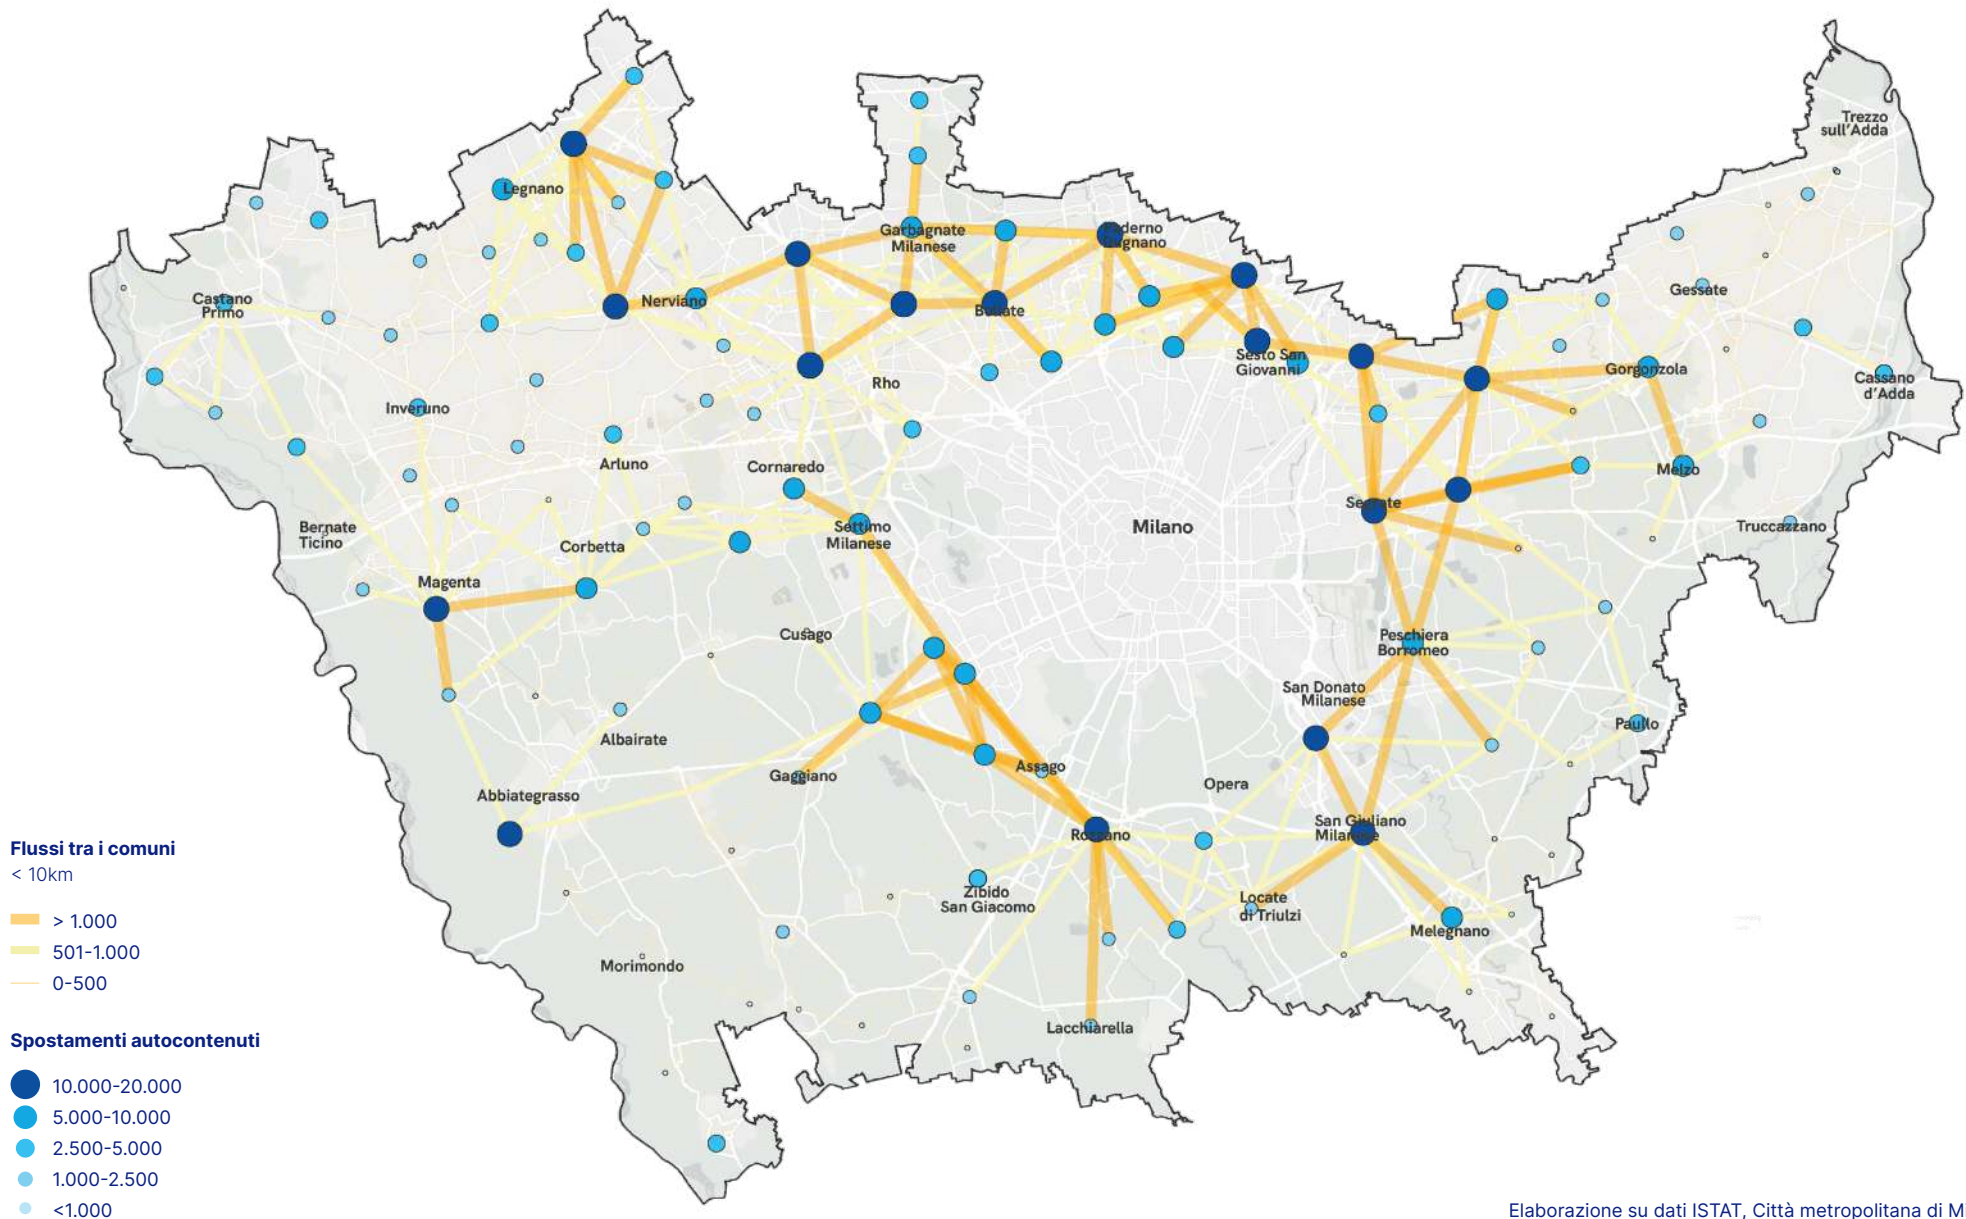 Trezzo
sull'Adda
Legnano
Garbagnate
Milanese
Paderno
Dugnano
Castano
Primo
Nerviano
Bollate
Gessate
Sesto San
Giovanni
Rho
Gorgonzola
Cassano
d'Adda
Inveruno
Arluno
Cornaredo
Melzo
Segrate
Bernate
Ticino
Corbetta
Settimo
Milanese
Milano
Truccazzano
Magenta
Cusago
Peschiera
Borromeo
San Donato
Milanese
Albairate
Paullo
Gaggiano
Assago
Opera
Abbiategrasso
Rozzano
San Giuliano
Milanese
Zibido
San Giacomo
Locate
di Triulzi
Melegnano
Morimondo
Lacchiarella
Flussi tra i comuni
< 10km
> 1.000
501-1.000
0-500
Spostamenti autocontenuti
10.000-20.000
5.000-10.000
2.500-5.000
1.000-2.500
<1.000
Elaborazione su dati ISTAT, Città metropolitana di M